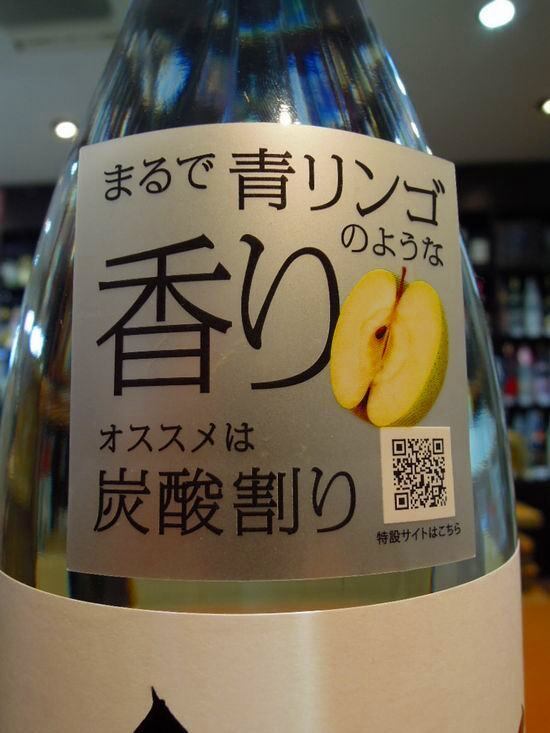 まるで 青リンゴ
のような
香り
オススメは
炭酸割り
特設サイトはこちら